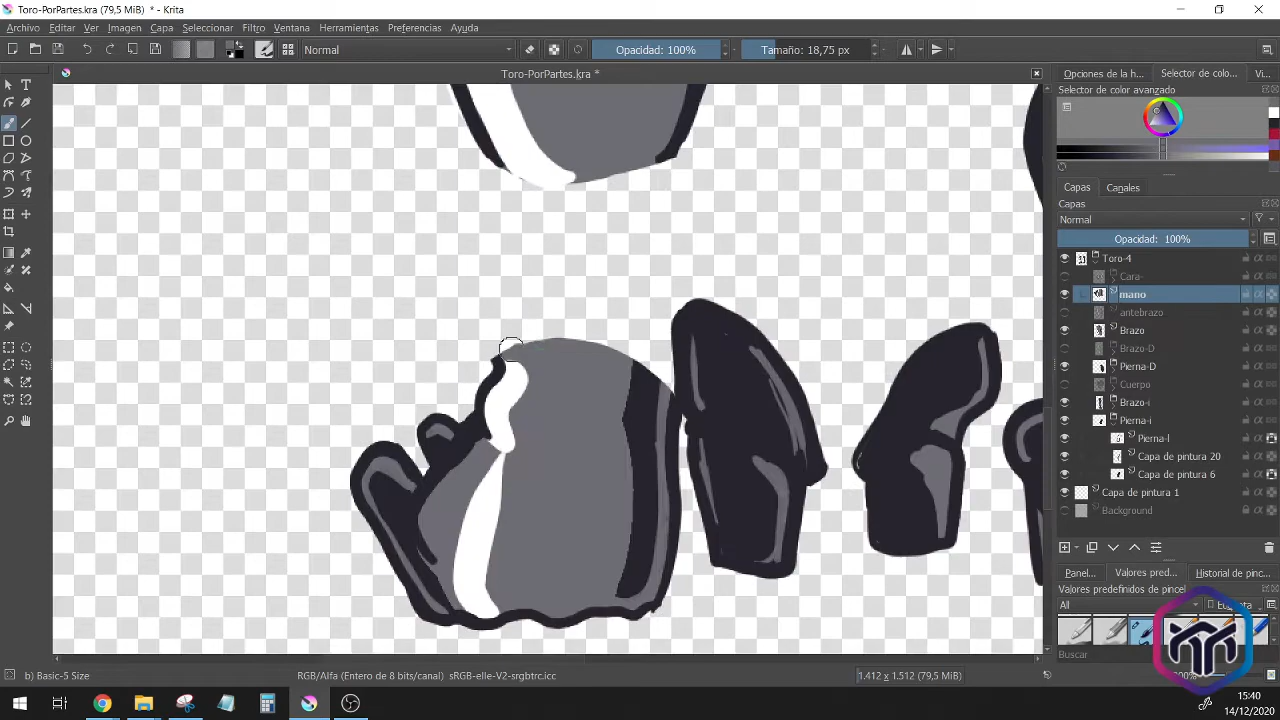 Toro-PorPartes.kra (79,5 MiB) * - Krita
Archivo Editar Ver Imagen Capa Seleccionar Filtro Herramientas Preferencias Ayuda
Normal Opacidad: 100% Tamaño: 18,75 px
Toro-PorPartes.kra *
Opciones de la h... Selector de colo... Vi...
Selector de color avanzado
Capas Canales
Capas
Normal
Opacidad: 100%
Toro-4
Cara-
mano
antebrazo
Brazo
Brazo-D
Pierna-D
Cuerpo
Brazo-i
Pierna-i
Pierna-I
Capa de pintura 20
Capa de pintura 6
Capa de pintura 1
Background
Panel... Valores pred... Historial de pinc...
Valores predefinidos de pincel
All
Buscar
b) Basic-5 Size RGB/Alfa (Entero de 8 bits/canal) sRGB-elle-V2-srgbtrc.icc 1.412 x 1.512 (79,5 MiB)
15:40
14/12/2020